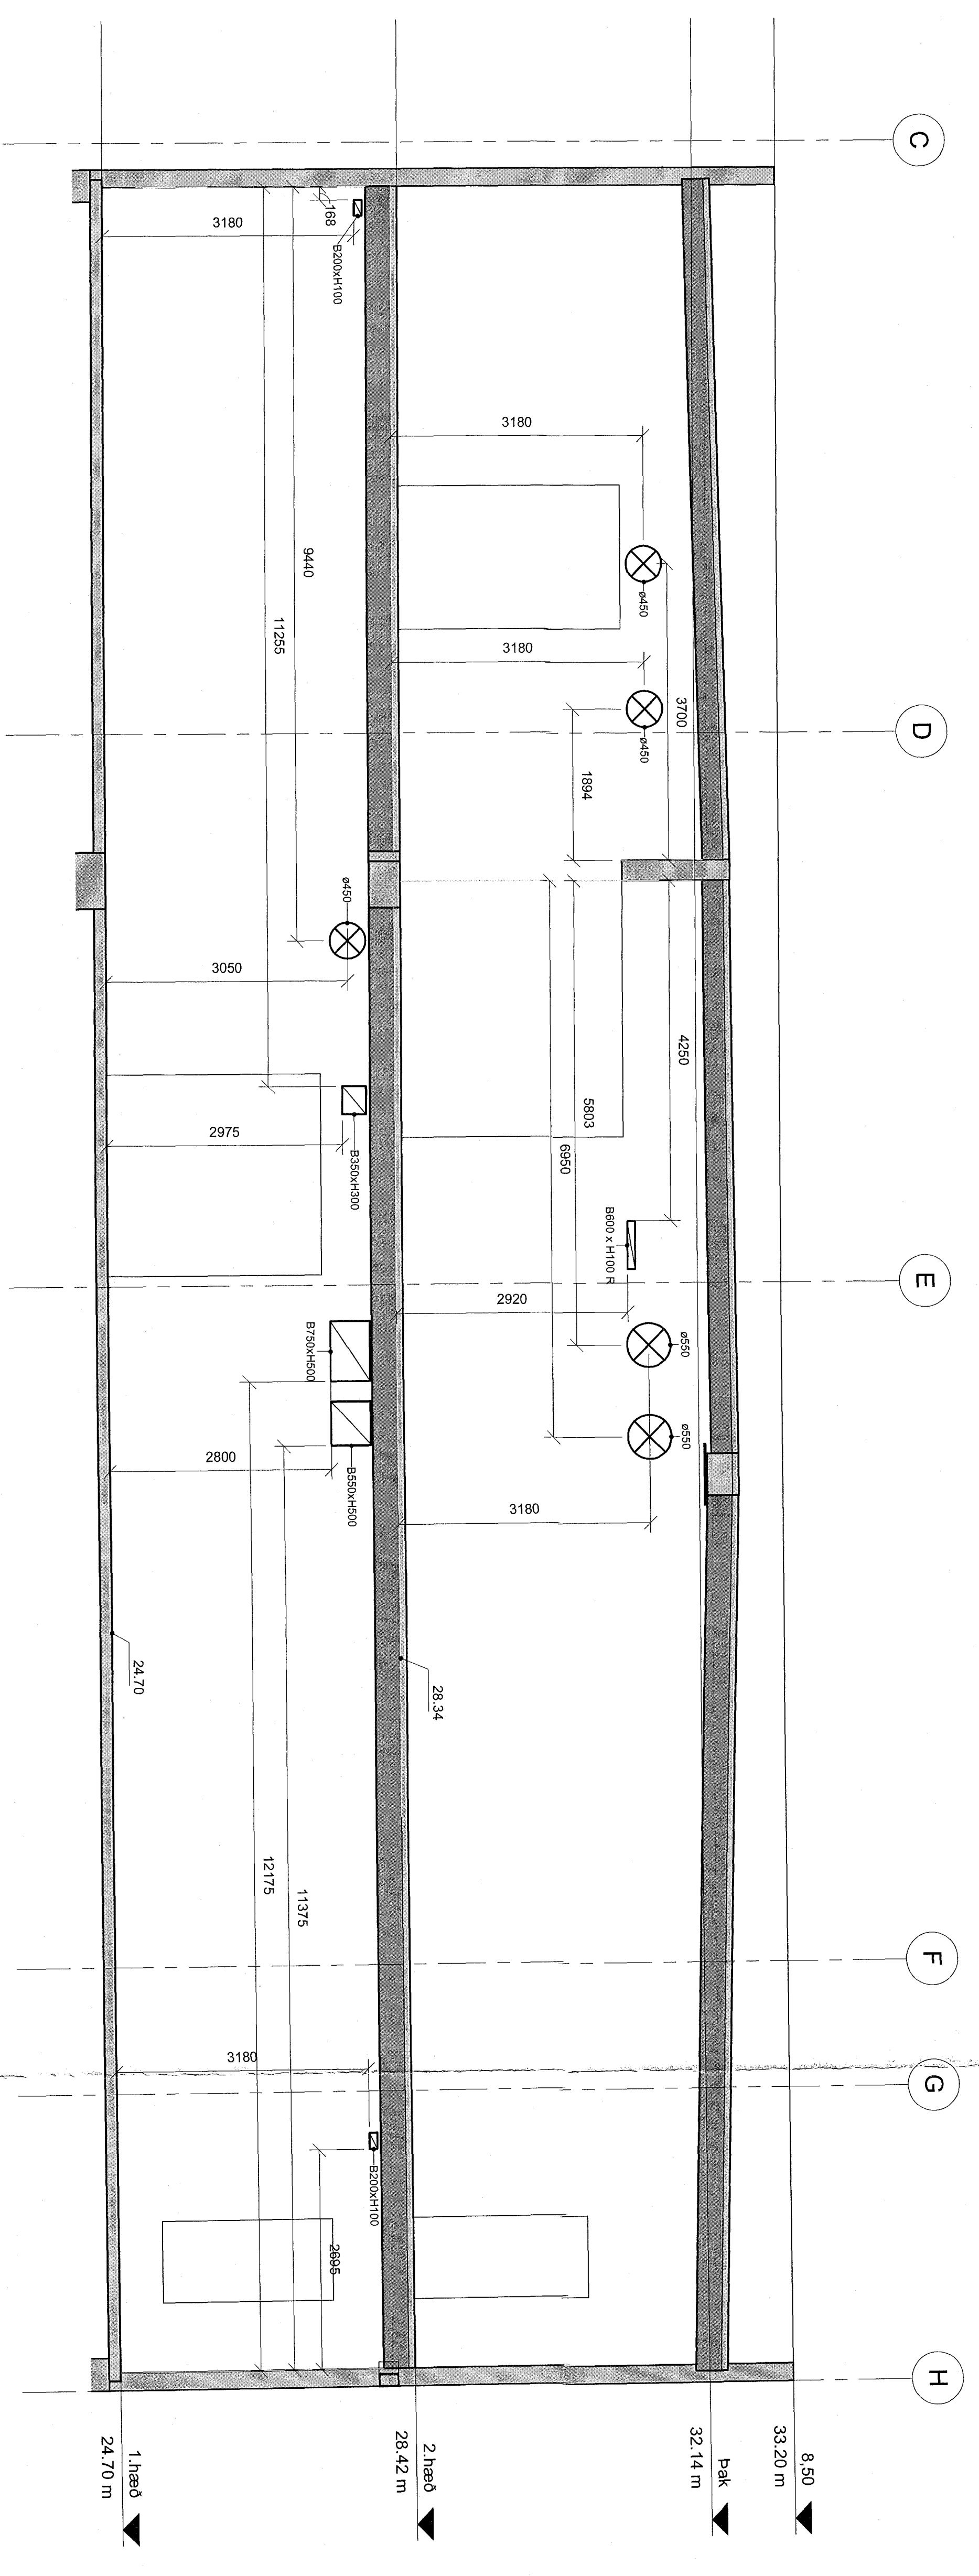 C
D
E
F
G
H
8,50
33.20 m
Þak
32.14 m
2.hæð
28.42 m
1.hæð
24.70 m
168
B200xH100
3180
9440
11255
ø450
3050
2975
B350xH300
B750xH500
B550xH500
2800
12175
11375
24.70
3180
B200xH100
2695
3180
ø450
3180
ø450
3700
1894
4250
5803
6950
B600 x H100 R
2920
ø550
ø550
3180
28.34